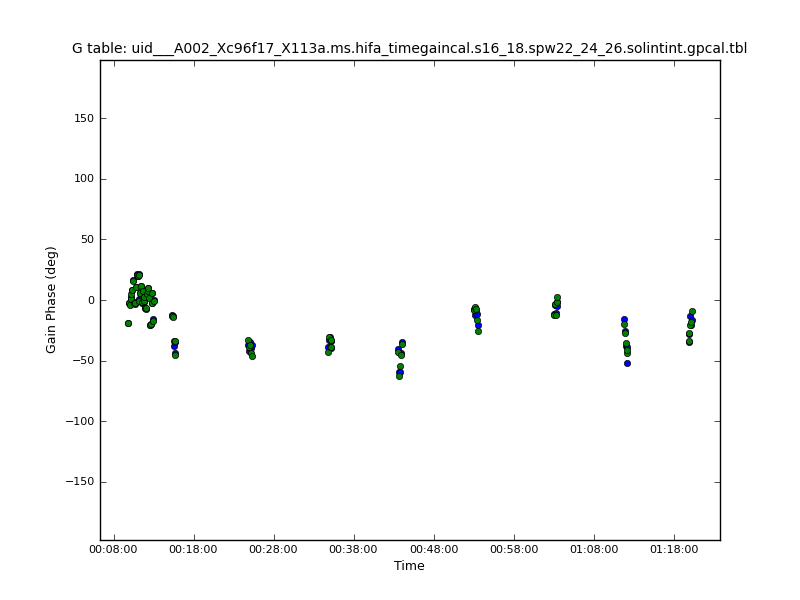 G table: uid___A002_Xc96f17_X113a.ms.hifa_timegaincal.s16_18.spw22_24_26.solintint.gpcal.tbl
150
100
50
0
−50
−100
−150
Gain Phase (deg)
00:08:00 00:18:00 00:28:00 00:38:00 00:48:00 00:58:00 01:08:00 01:18:00
Time